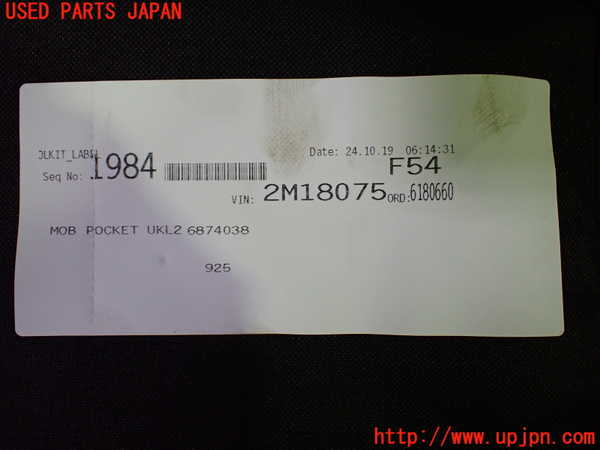 USED PARTS JAPAN
Date: 24.10.19 06:14:31
Seq No: 1984
F54
VIN: 2M18075 ORD:6180660
MOB POCKET UKL2 6874038
925
http://www.upjpn.com/